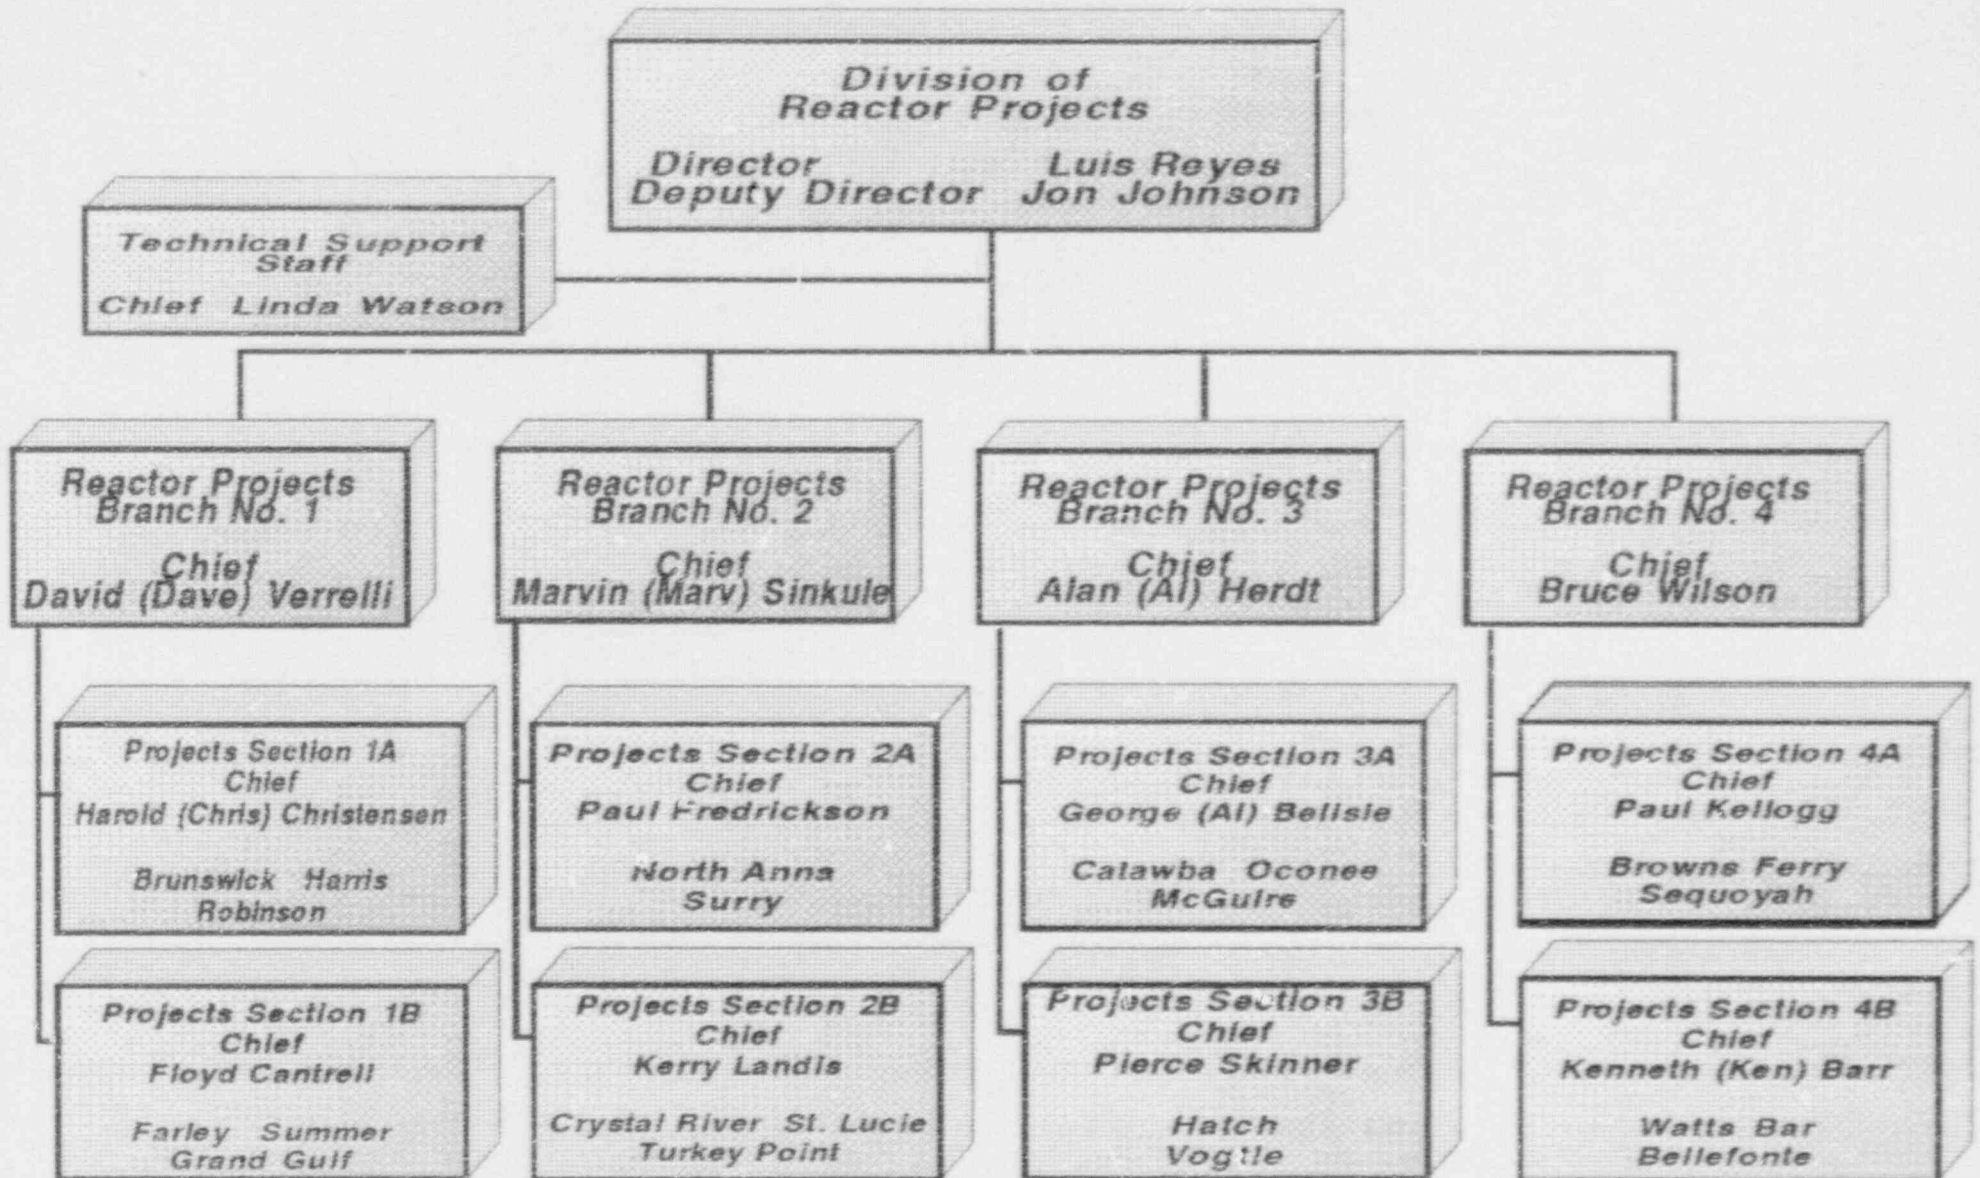 Division of
Reactor Projects
Director Luis Reyes
Deputy Director Jon Johnson
Technical Support
Staff
Chief Linda Watson
Reactor Projects
Branch No. 1
Chief
David (Dave) Verrelli
Reactor Projects
Branch No. 2
Chief
Marvin (Marv) Sinkule
Reactor Projects
Branch No. 3
Chief
Alan (Al) Herdt
Reactor Projects
Branch No. 4
Chief
Bruce Wilson
Projects Section 1A
Chief
Harold (Chris) Christensen
Brunswick Harris
Robinson
Projects Section 2A
Chief
Paul Fredrickson
North Anna
Surry
Projects Section 3A
Chief
George (Al) Belisle
Catawba Oconee
McGuire
Projects Section 4A
Chief
Paul Kellogg
Browns Ferry
Sequoyah
Projects Section 1B
Chief
Floyd Cantrell
Farley Summer
Grand Gulf
Projects Section 2B
Chief
Kerry Landis
Crystal River St. Lucie
Turkey Point
Projects Section 3B
Chief
Pierce Skinner
Hatch
Vogtle
Projects Section 4B
Chief
Kenneth (Ken) Barr
Watts Bar
Bellefonte